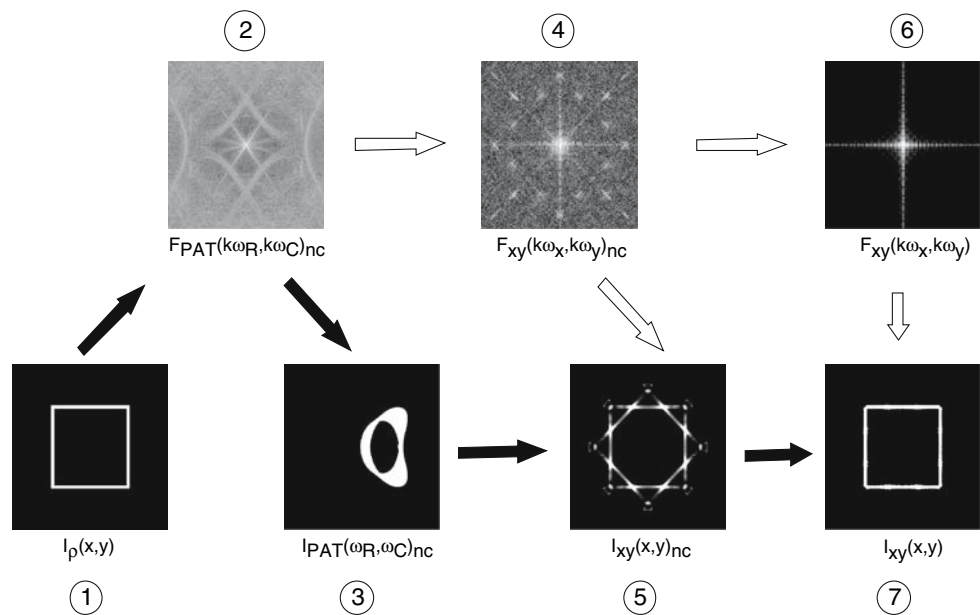 2
4
6
FPAT(kωR,kωC)nc
Fxy(kωx,kωy)nc
Fxy(kωx,kωy)
Iρ(x,y)
IPAT(ωR,ωC)nc
Ixy(x,y)nc
Ixy(x,y)
1
3
5
7